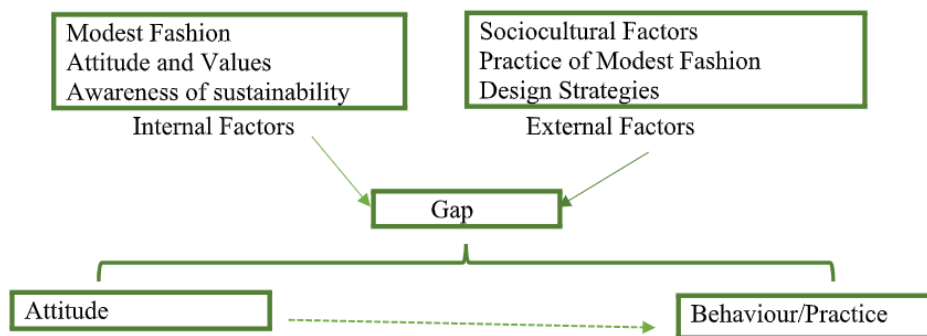 Modest Fashion
Attitude and Values
Awareness of sustainability
Internal Factors
Sociocultural Factors
Practice of Modest Fashion
Design Strategies
External Factors
Gap
Attitude
Behaviour/Practice